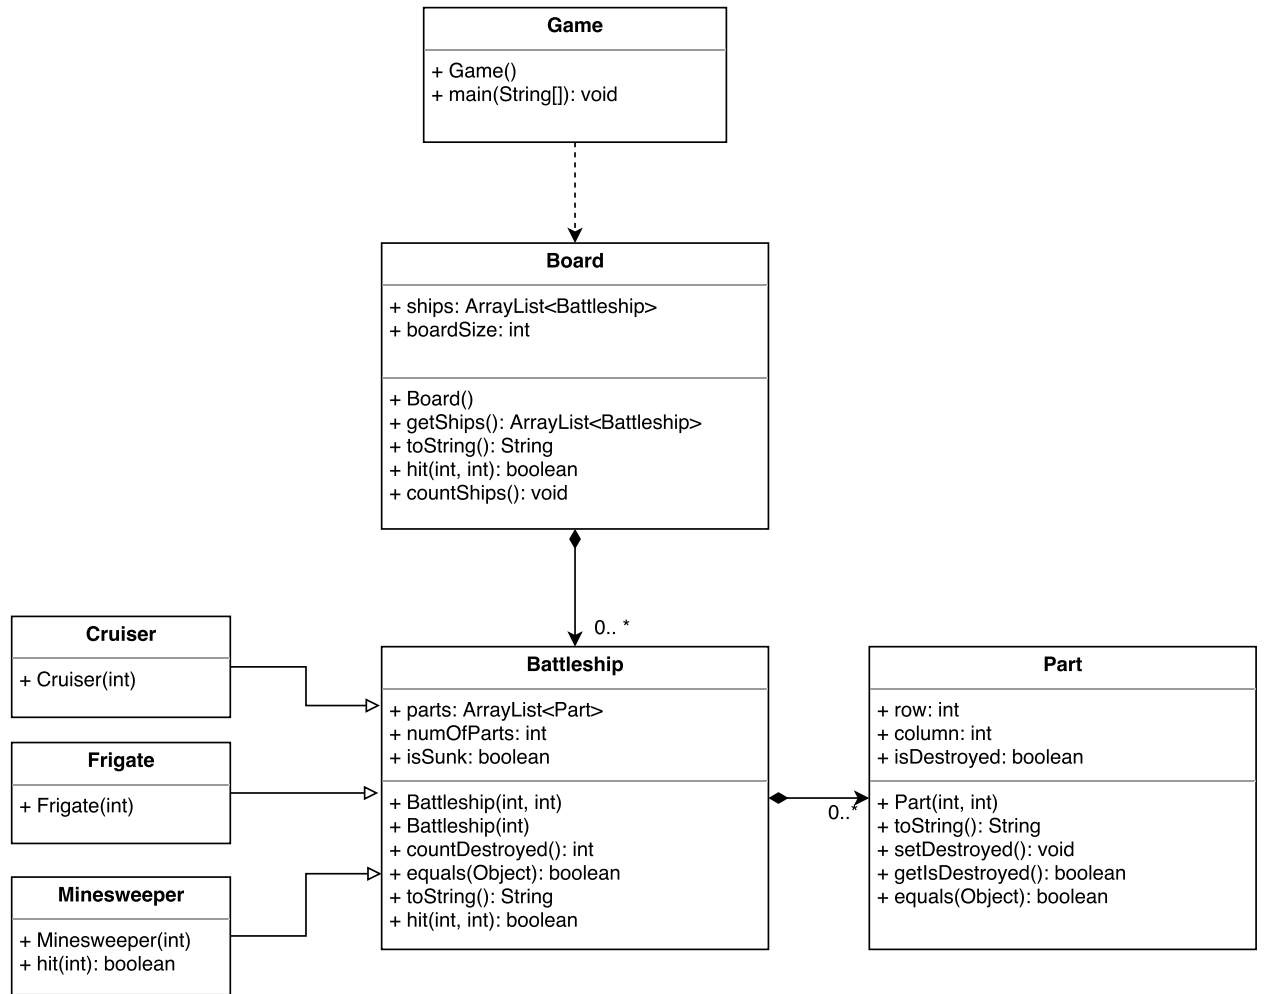 Game
+ Game()
+ main(String[]): void
Board
+ ships: ArrayList<Battleship>
+ boardSize: int
+ Board()
+ getShips(): ArrayList<Battleship>
+ toString(): String
+ hit(int, int): boolean
+ countShips(): void
0.. *
Cruiser
+ Cruiser(int)
Frigate
+ Frigate(int)
Minesweeper
+ Minesweeper(int)
+ hit(int): boolean
Battleship
+ parts: ArrayList<Part>
+ numOfParts: int
+ isSunk: boolean
+ Battleship(int, int)
+ Battleship(int)
+ countDestroyed(): int
+ equals(Object): boolean
+ toString(): String
+ hit(int, int): boolean
0..*
Part
+ row: int
+ column: int
+ isDestroyed: boolean
+ Part(int, int)
+ toString(): String
+ setDestroyed(): void
+ getIsDestroyed(): boolean
+ equals(Object): boolean